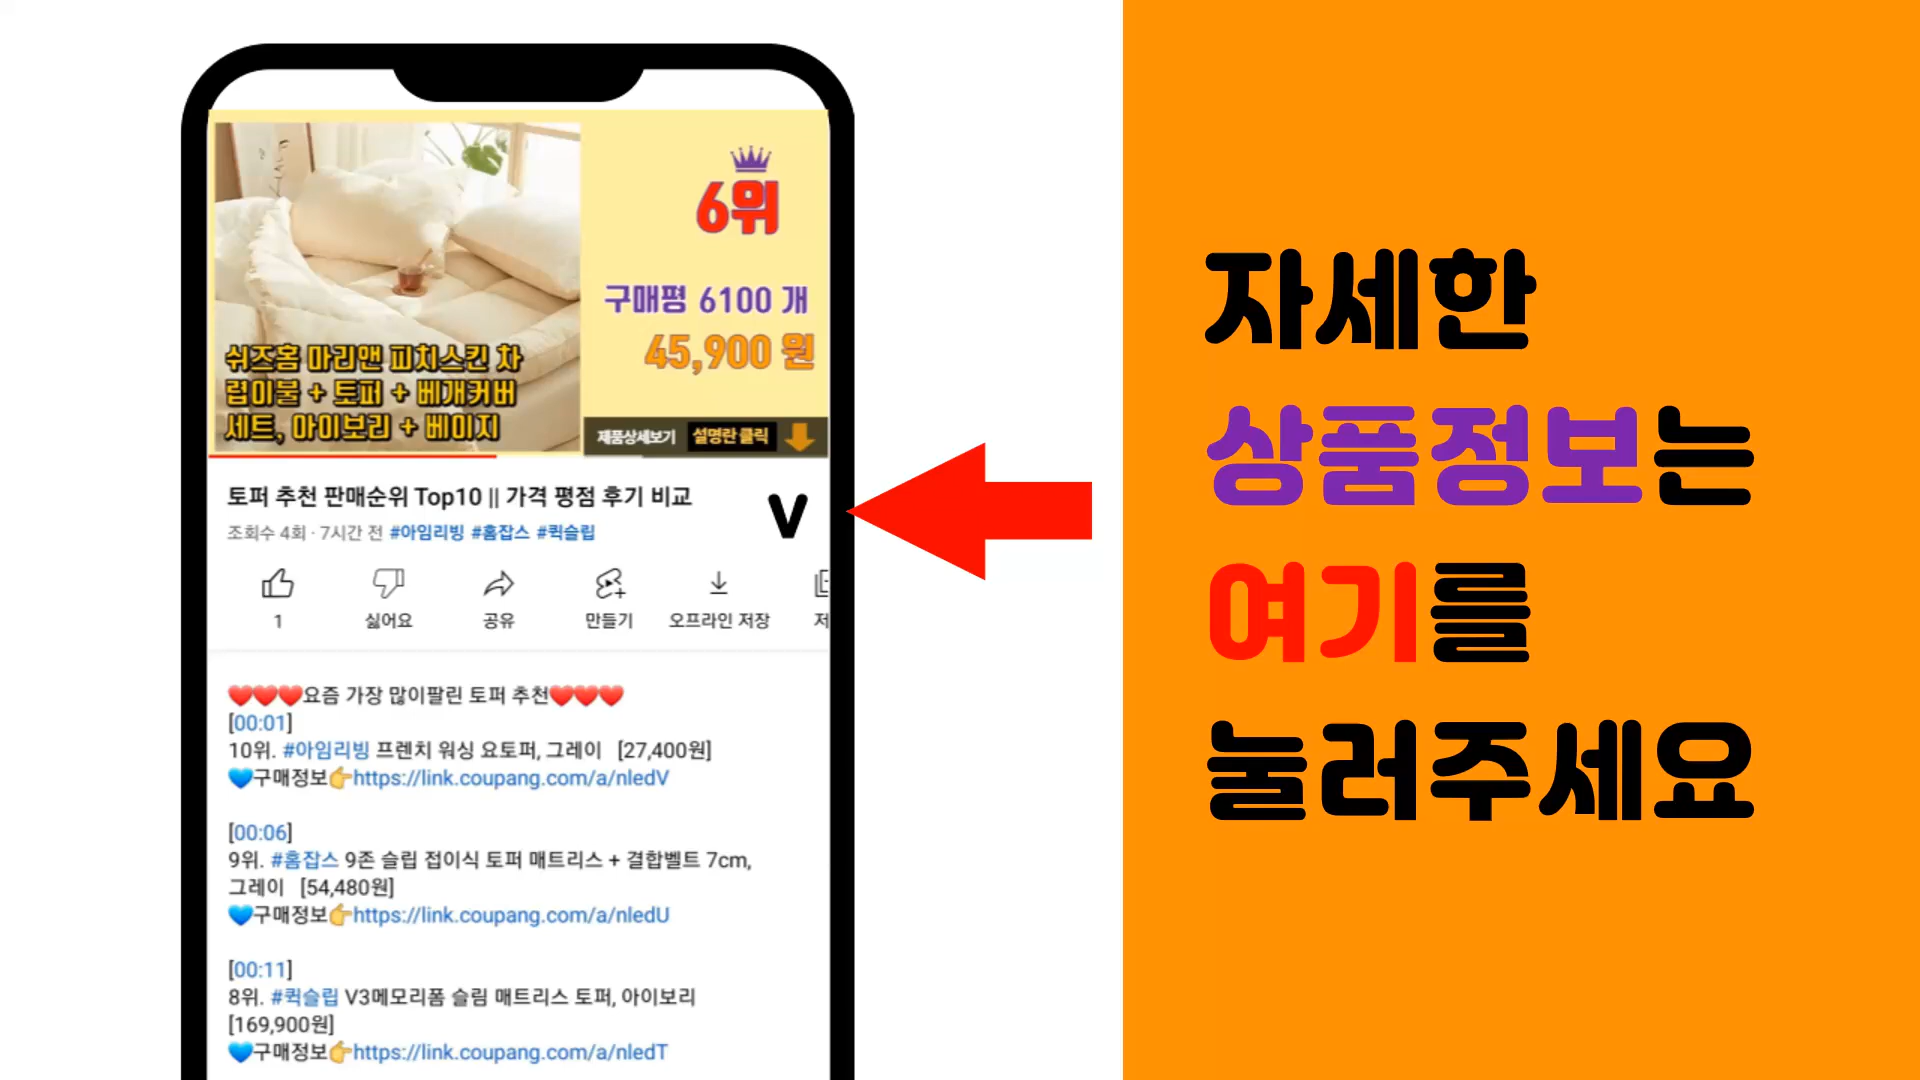 6위
구매평 6100 개
45,900 원
쉬즈홈 마리앤 피치스킨 차
렵이불 + 토퍼 + 베개커버
세트, 아이보리 + 베이지
제품상세보기 설명란 클릭
토퍼 추천 판매순위 Top10 || 가격 평점 후기 비교
V
조회수 4회 · 7시간 전 #아임리빙 #홈잡스 #퀵슬립
1 싫어요 공유 만들기 오프라인 저장 저
❤️❤️❤️요즘 가장 많이팔린 토퍼 추천❤️❤️❤️
[00:01]
10위. #아임리빙 프렌치 워싱 요토퍼, 그레이 [27,400원]
💙구매정보👉https://link.coupang.com/a/nledV
[00:06]
9위. #홈잡스 9존 슬립 접이식 토퍼 매트리스 + 결합벨트 7cm,
그레이 [54,480원]
💙구매정보👉https://link.coupang.com/a/nledU
[00:11]
8위. #퀵슬립 V3메모리폼 슬림 매트리스 토퍼, 아이보리
[169,900원]
💙구매정보👉https://link.coupang.com/a/nledT
자세한
상품정보는
여기를
눌러주세요